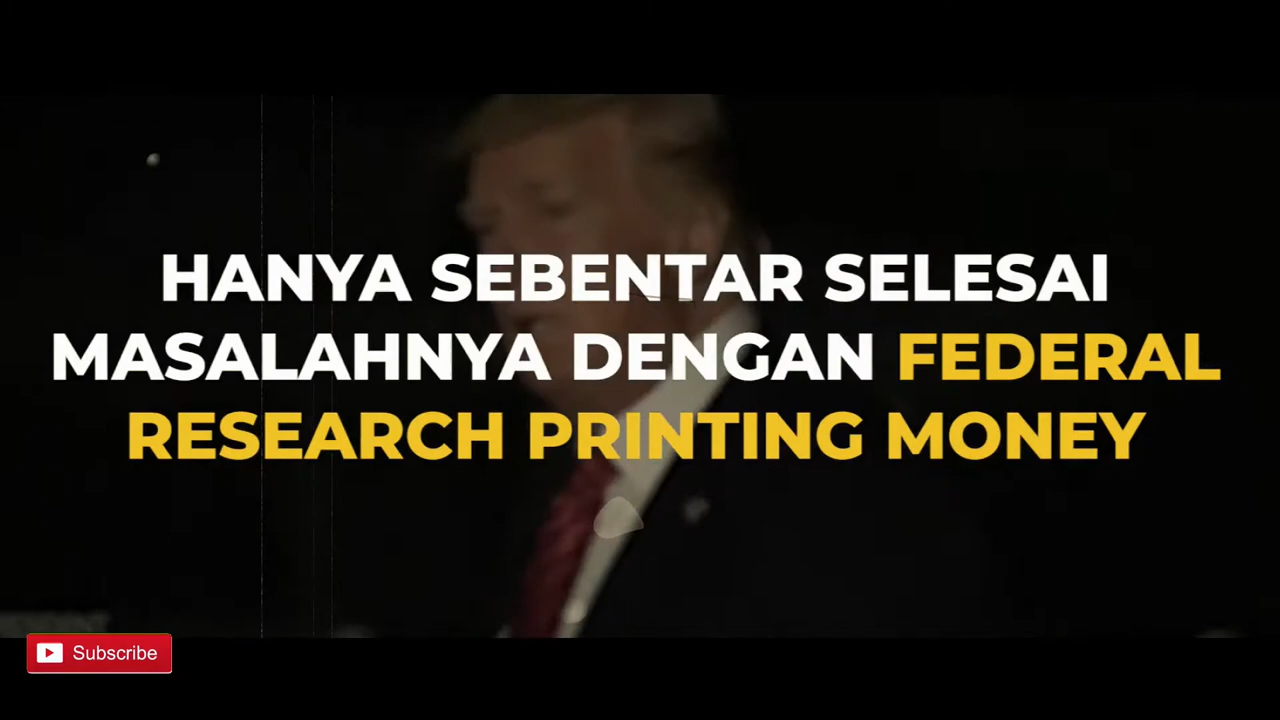 HANYA SEBENTAR SELESAI
MASALAHNYA DENGAN FEDERAL
RESEARCH PRINTING MONEY
Subscribe